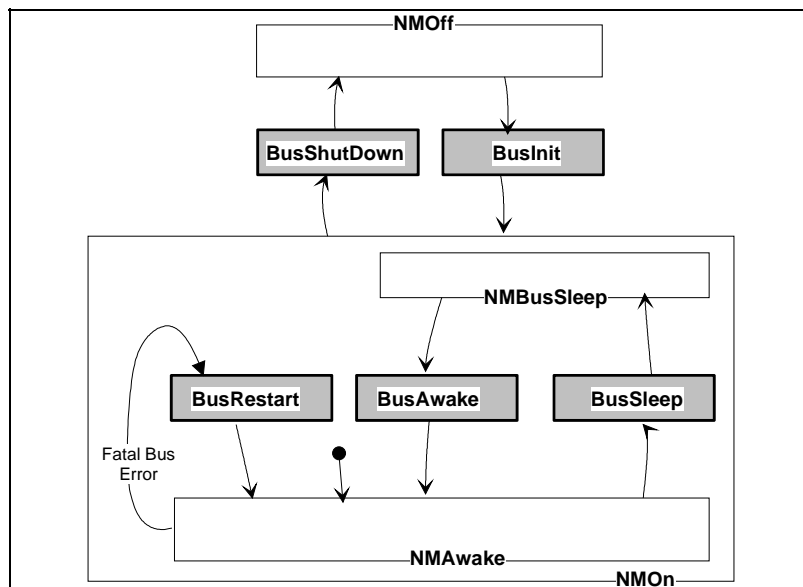 NMOff
BusShutDown
BusInit
NMBusSleep
BusRestart
BusAwake
BusSleep
Fatal Bus
Error
NMAwake
NMOn